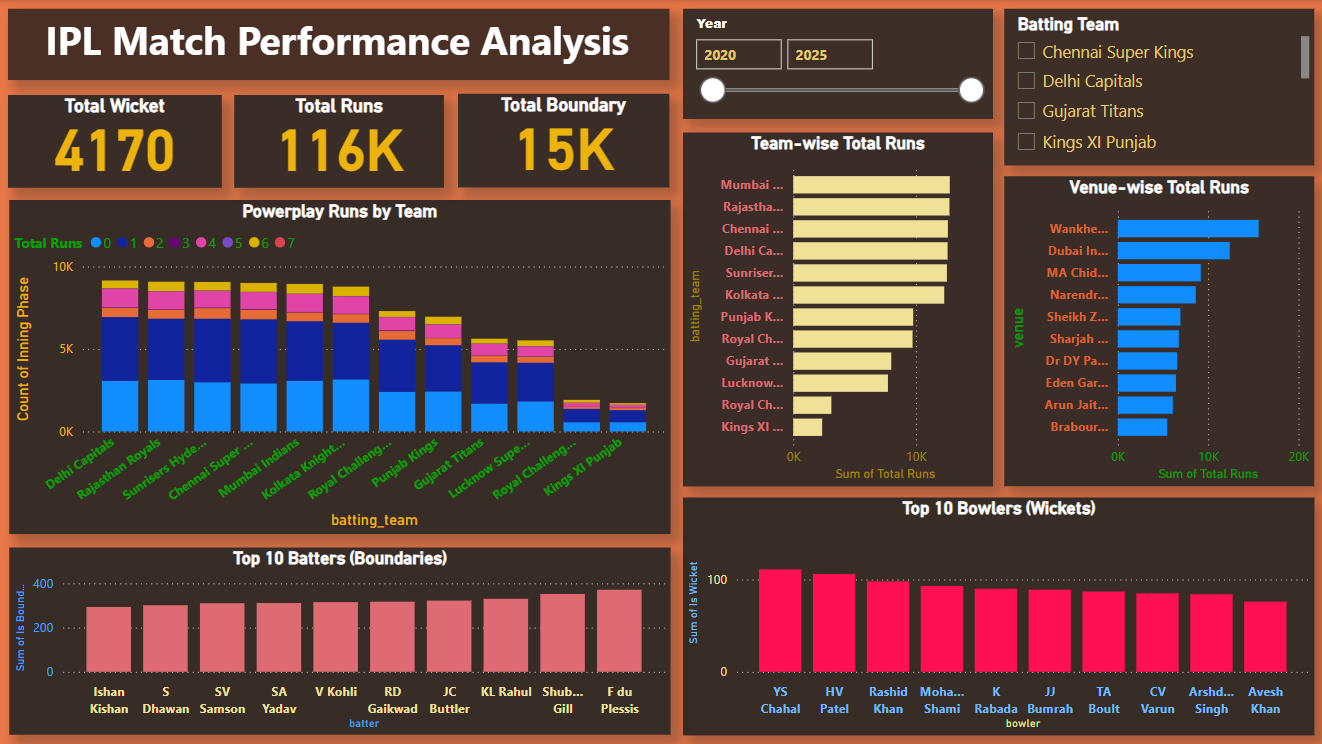 IPL Match Performance Analysis
Year
2020
2025
Batting Team
Chennai Super Kings
Delhi Capitals
Gujarat Titans
Kings XI Punjab
Total Wicket
4170
Total Runs
116K
Total Boundary
15K
Powerplay Runs by Team
Total Runs 0 1 2 3 4 5 6 7
Count of Inning Phase
10K
5K
0K
Delhi Capitals
Rajasthan Royals
Sunrisers Hyde...
Chennai Super ...
Mumbai Indians
Kolkata Knight...
Royal Challeng...
Punjab Kings
Gujarat Titans
Lucknow Supe...
Royal Challeng...
Kings XI Punjab
batting_team
Team-wise Total Runs
batting_team
Mumbai ...
Rajastha...
Chennai ...
Delhi Ca...
Sunriser...
Kolkata ...
Punjab K...
Royal Ch...
Gujarat ...
Lucknow...
Royal Ch...
Kings XI ...
0K 10K
Sum of Total Runs
Venue-wise Total Runs
venue
Wankhe...
Dubai In...
MA Chid...
Narendr...
Sheikh Z...
Sharjah ...
Dr DY Pa...
Eden Gar...
Arun Jait...
Brabour...
0K 10K 20K
Sum of Total Runs
Top 10 Batters (Boundaries)
Sum of Is Bound...
400
200
0
Ishan
Kishan
S
Dhawan
SV
Samson
SA
Yadav
V Kohli
RD
Gaikwad
JC
Buttler
KL Rahul
Shub...
Gill
F du
Plessis
batter
Top 10 Bowlers (Wickets)
Sum of Is Wicket
100
0
YS
Chahal
HV
Patel
Rashid
Khan
Moha...
Shami
K
Rabada
JJ
Bumrah
TA
Boult
CV
Varun
Arshd...
Singh
Avesh
Khan
bowler